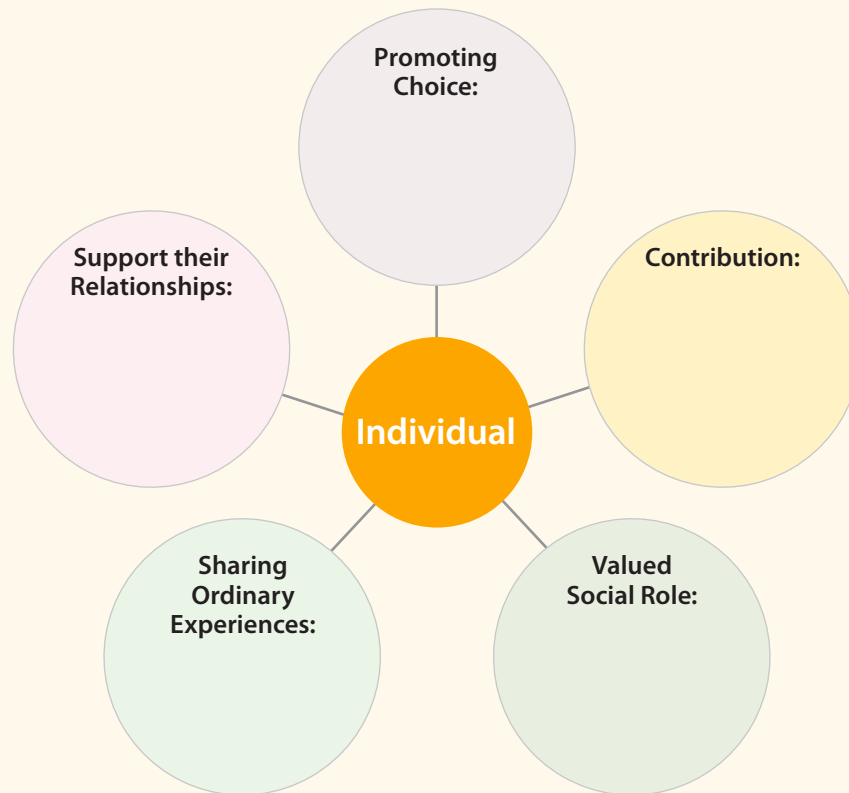 Promoting
Choice:
Support their
Relationships:
Contribution:
Individual
Sharing
Ordinary
Experiences:
Valued
Social Role: